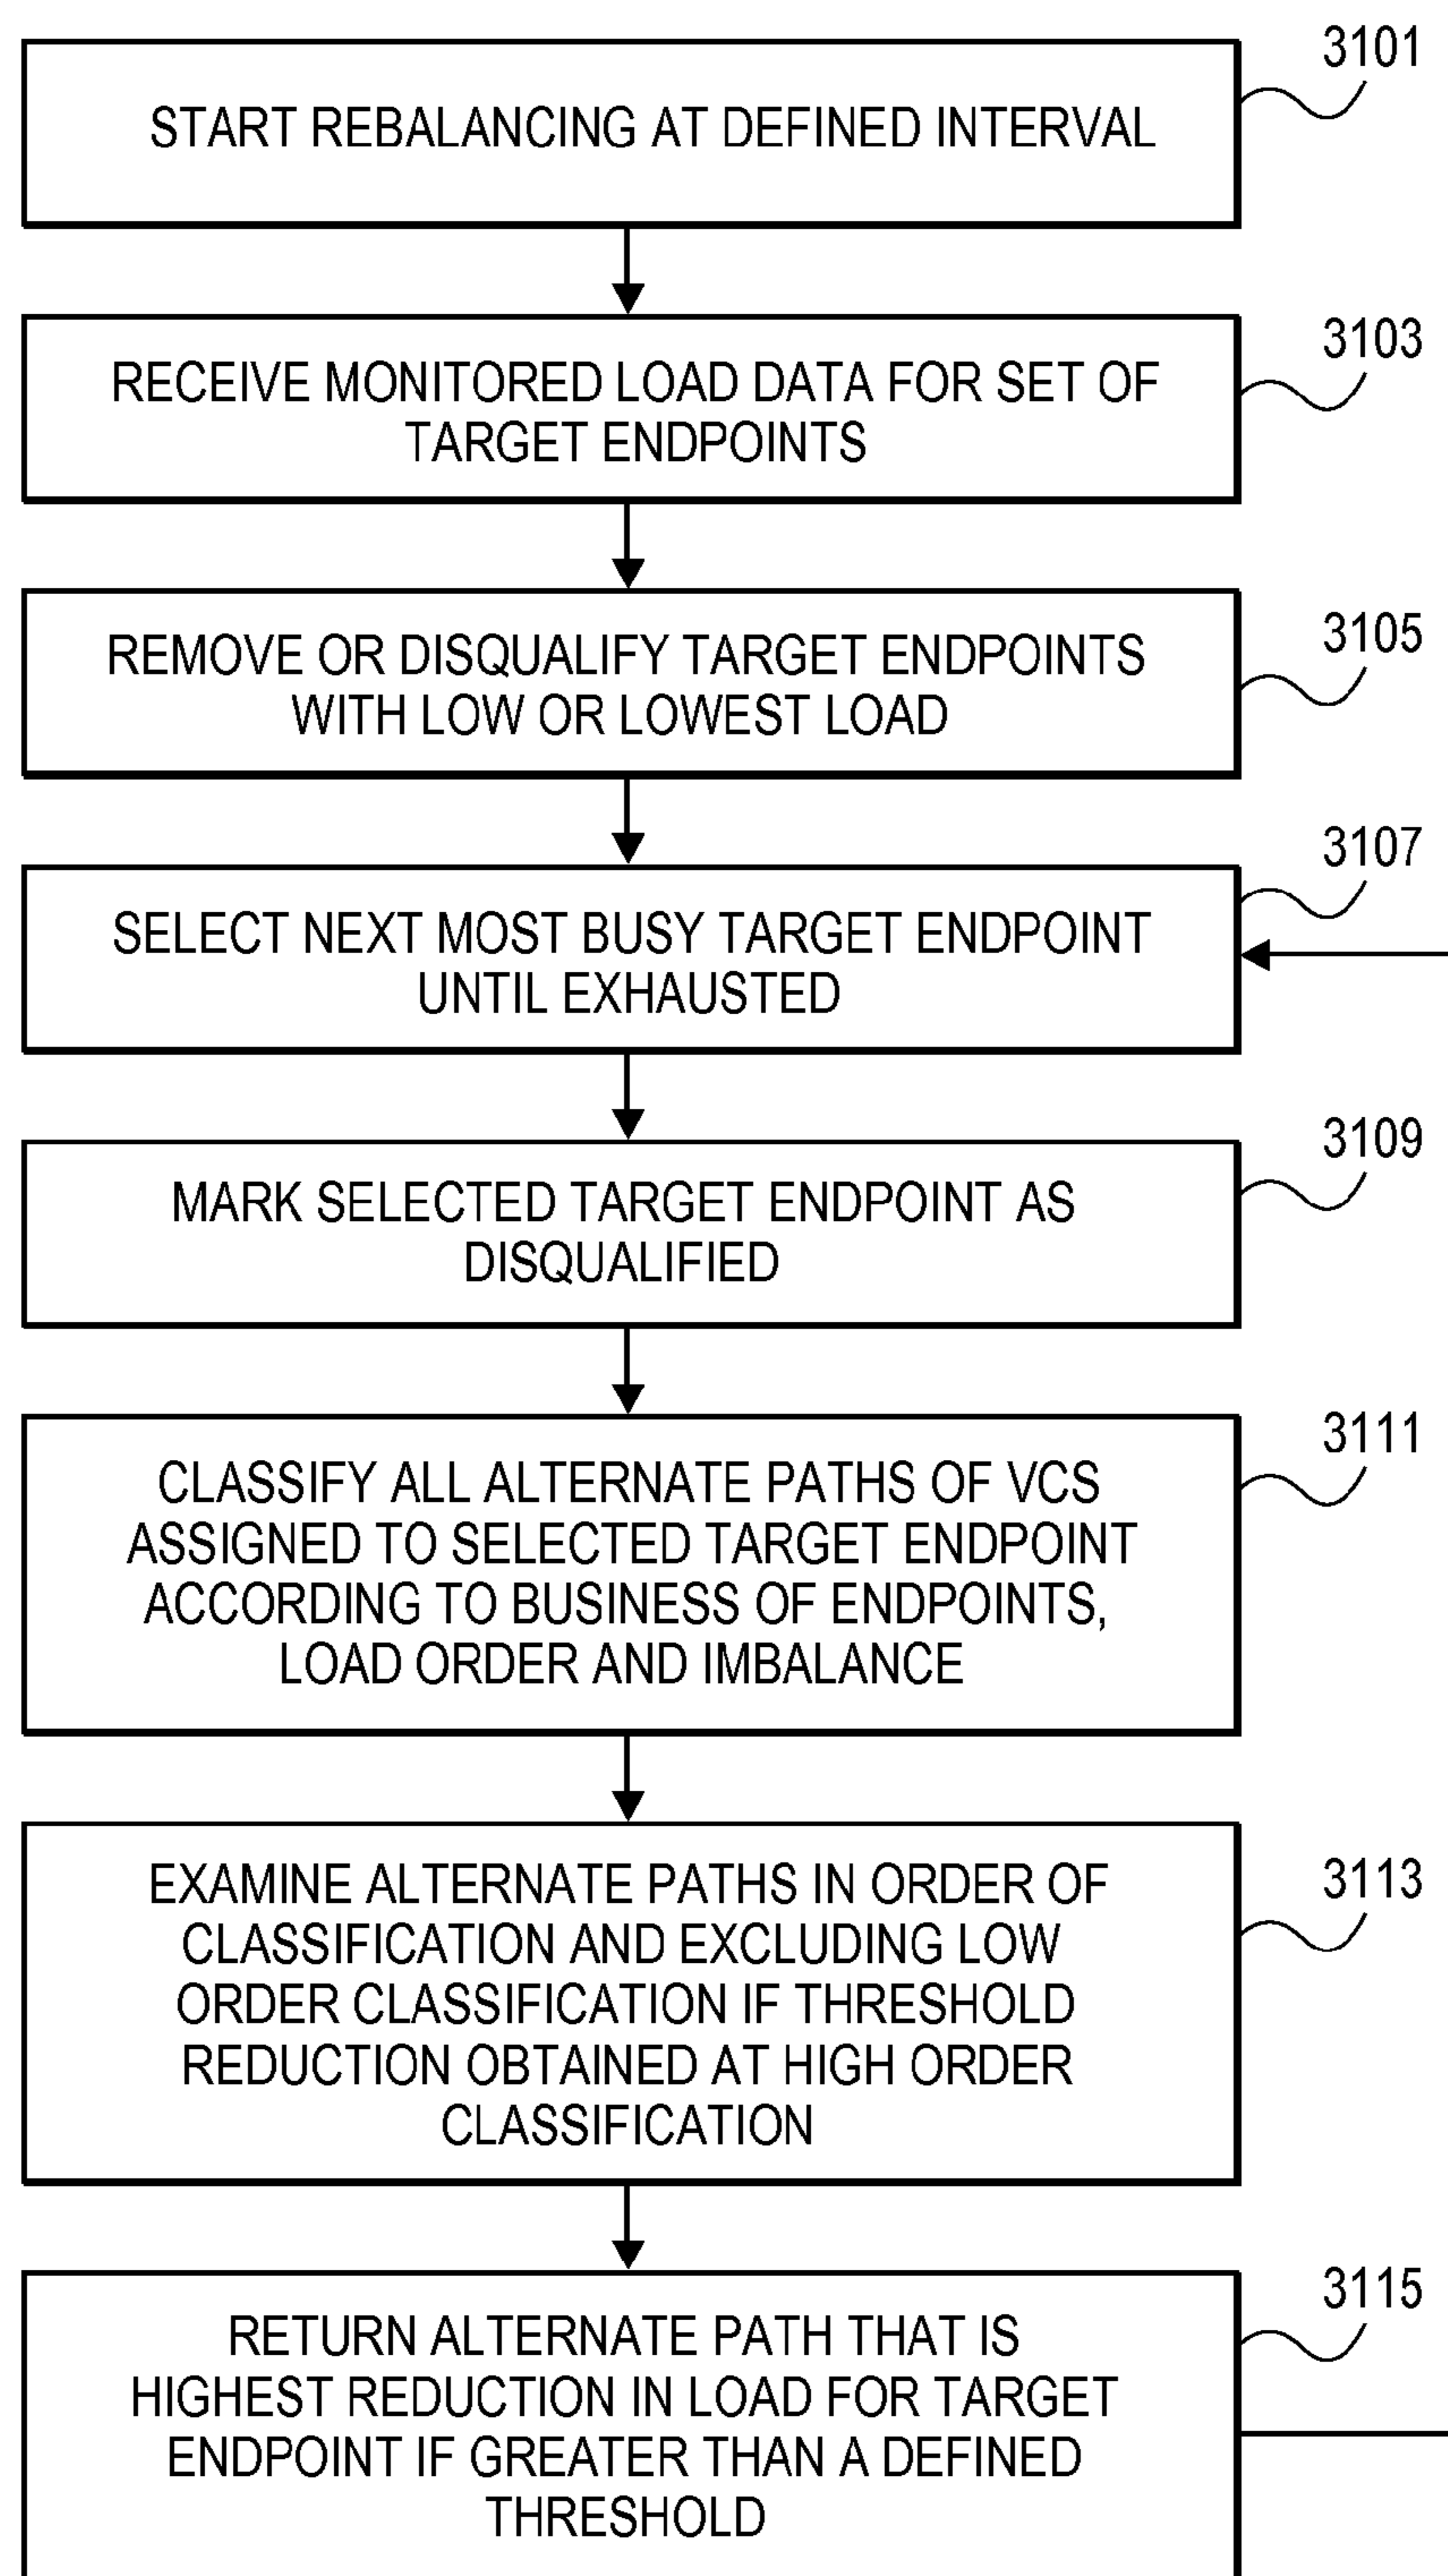 3101
START REBALANCING AT DEFINED INTERVAL
3103
RECEIVE MONITORED LOAD DATA FOR SET OF
TARGET ENDPOINTS
3105
REMOVE OR DISQUALIFY TARGET ENDPOINTS
WITH LOW OR LOWEST LOAD
3107
SELECT NEXT MOST BUSY TARGET ENDPOINT
UNTIL EXHAUSTED
3109
MARK SELECTED TARGET ENDPOINT AS
DISQUALIFIED
3111
CLASSIFY ALL ALTERNATE PATHS OF VCS
ASSIGNED TO SELECTED TARGET ENDPOINT
ACCORDING TO BUSINESS OF ENDPOINTS,
LOAD ORDER AND IMBALANCE
3113
EXAMINE ALTERNATE PATHS IN ORDER OF
CLASSIFICATION AND EXCLUDING LOW
ORDER CLASSIFICATION IF THRESHOLD
REDUCTION OBTAINED AT HIGH ORDER
CLASSIFICATION
3115
RETURN ALTERNATE PATH THAT IS
HIGHEST REDUCTION IN LOAD FOR TARGET
ENDPOINT IF GREATER THAN A DEFINED
THRESHOLD